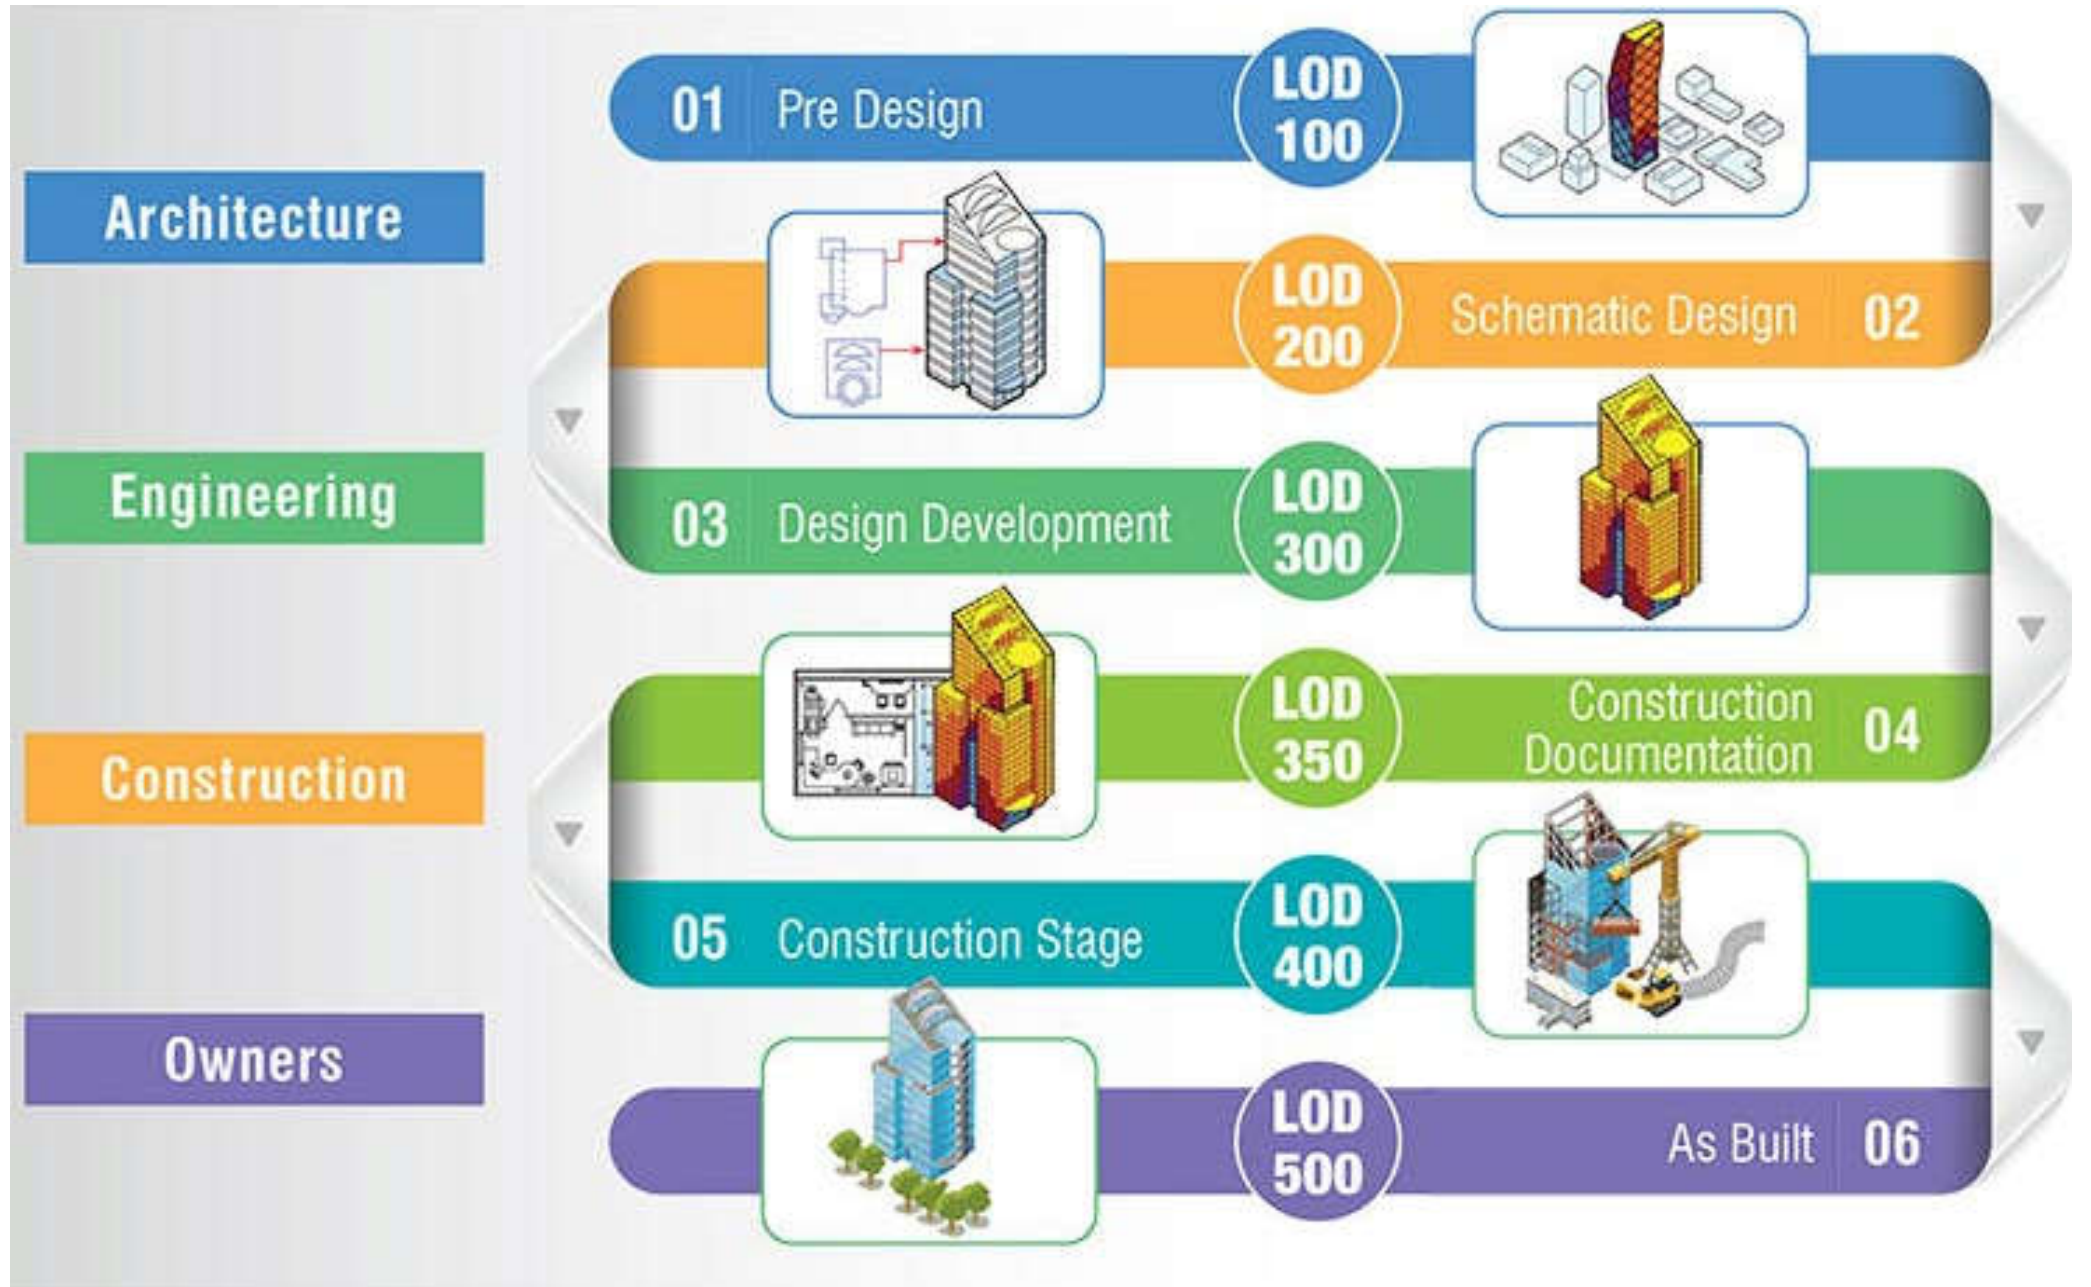 Architecture
Engineering
Construction
Owners
01 Pre Design
LOD
100
LOD
200
Schematic Design 02
03 Design Development
LOD
300
LOD
350
Construction
Documentation
04
05 Construction Stage
LOD
400
LOD
500
As Built 06